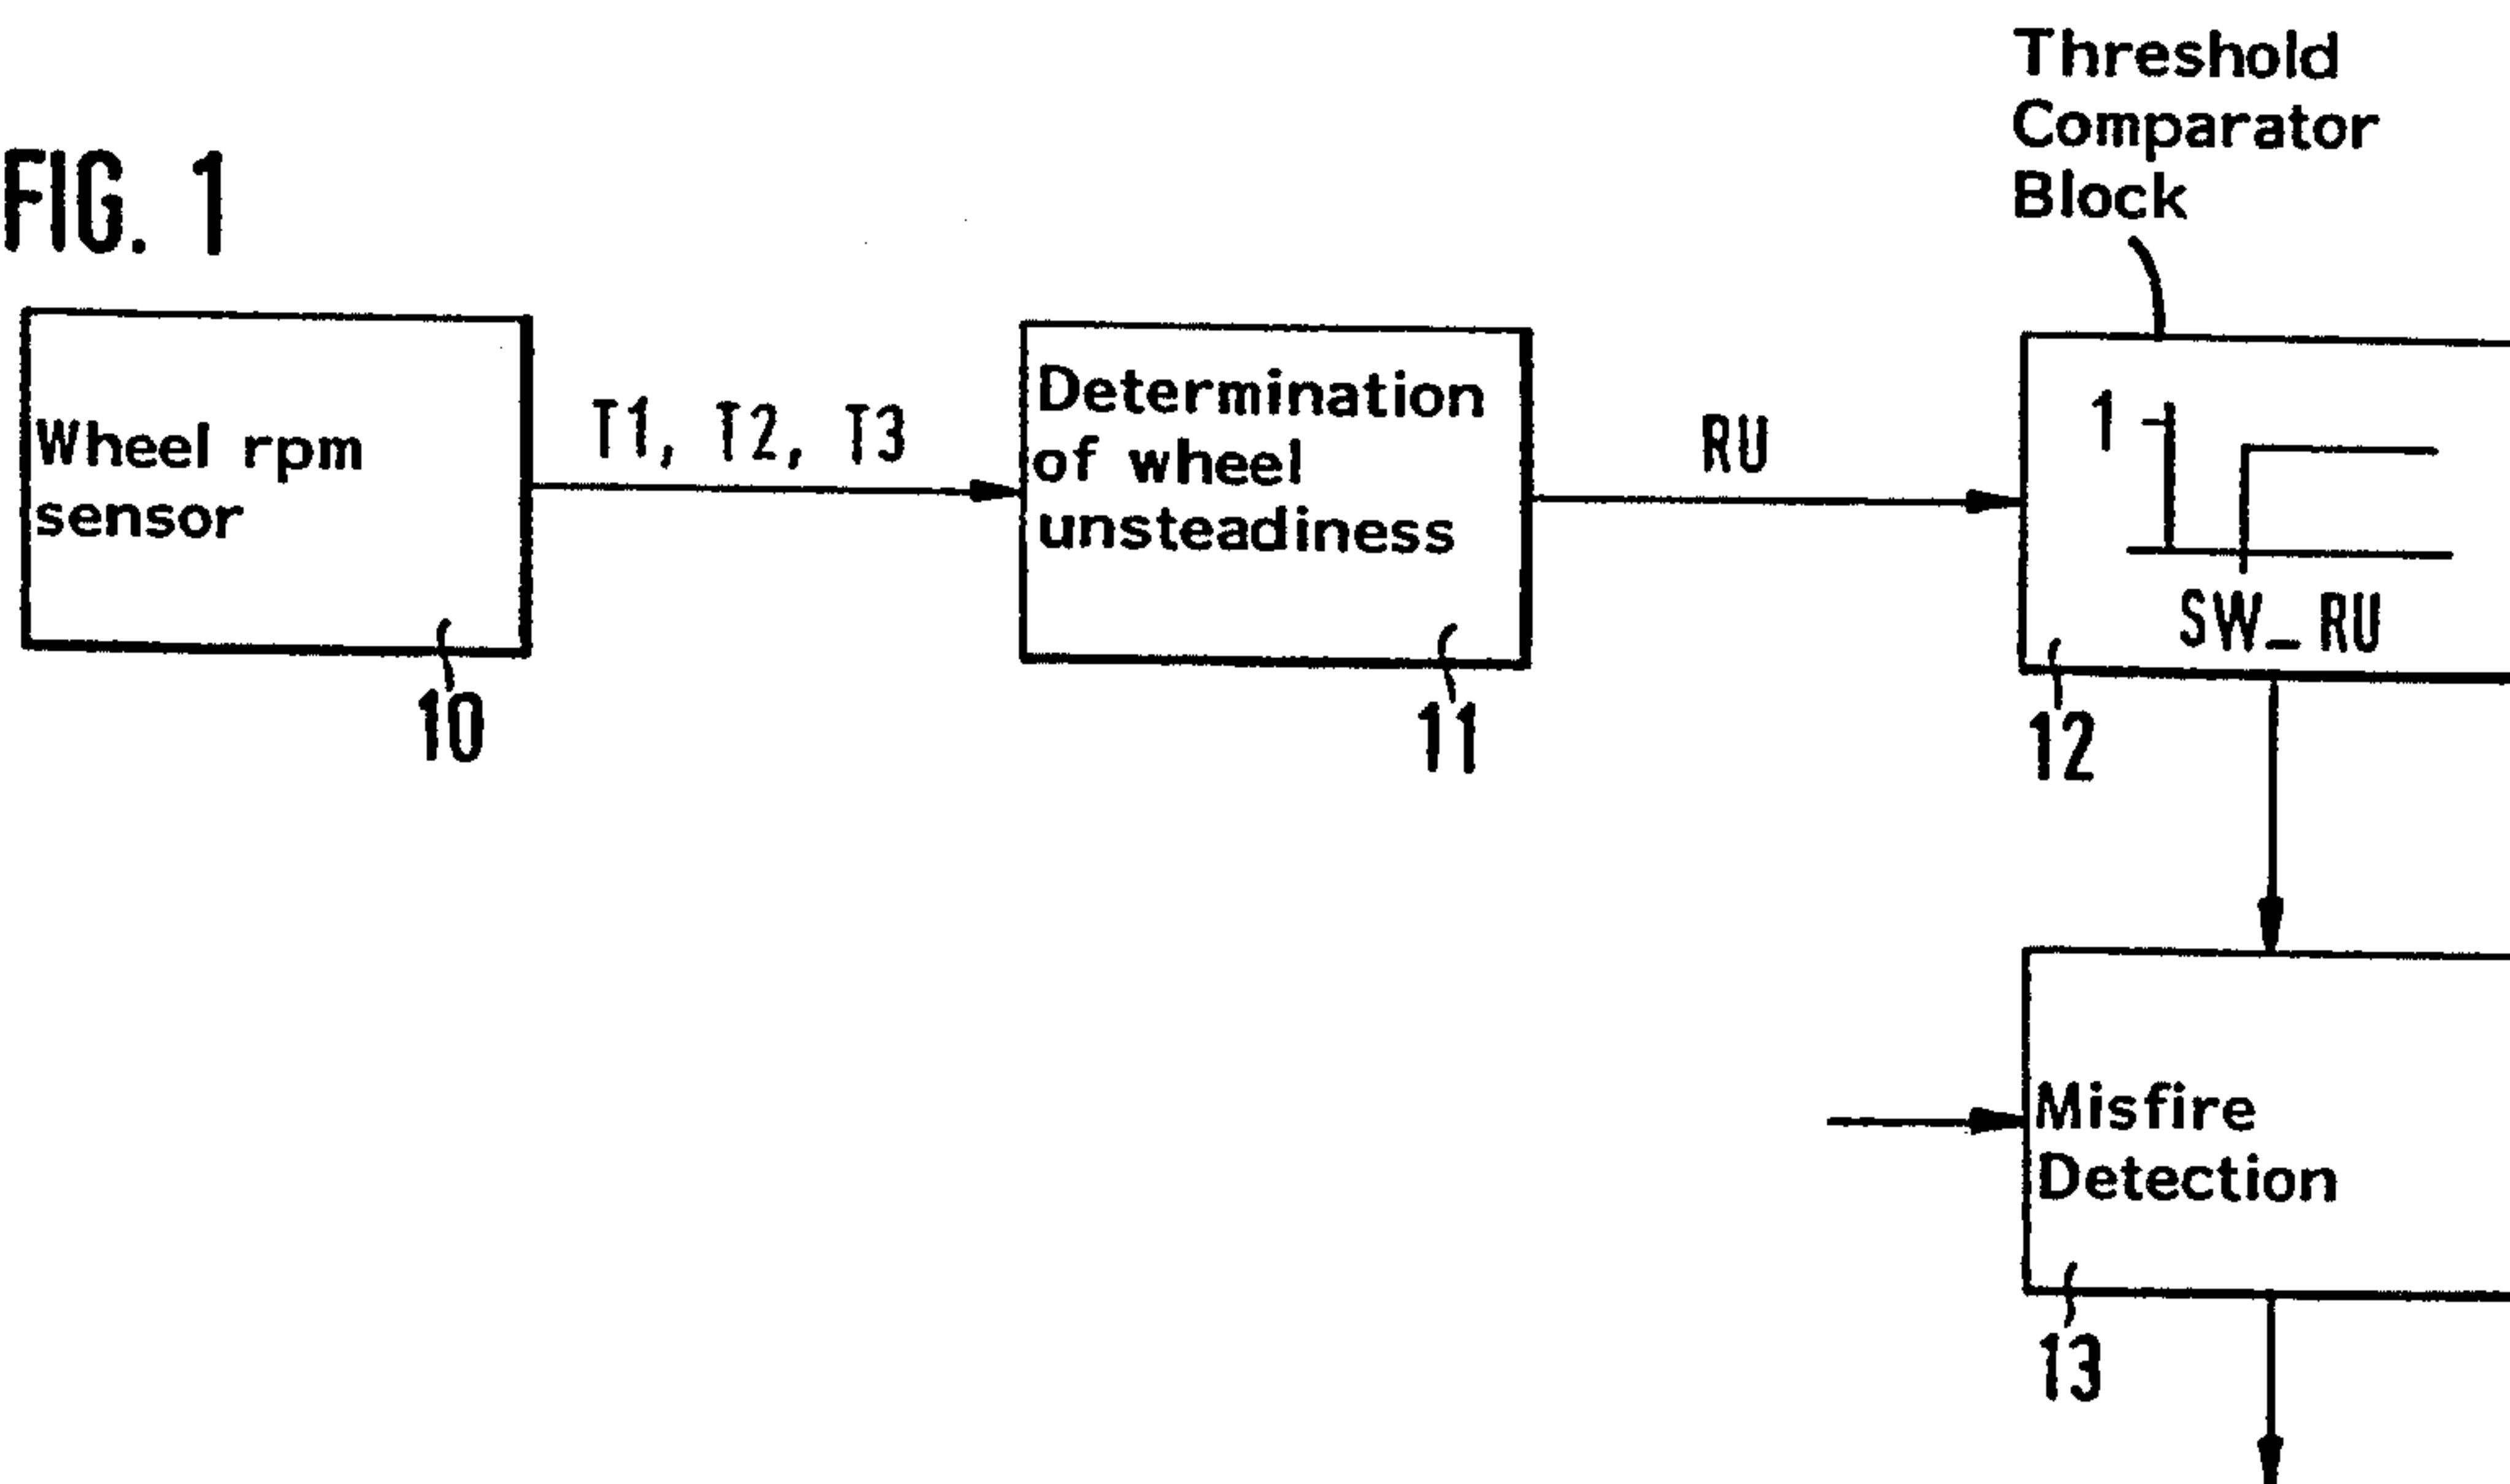 Threshold
Comparator
Block
FIG. 1
Wheel rpm
sensor
10
T1, T2, T3
Determination
of wheel
unsteadiness
11
RU
1
SW_RU
12
Misfire
Detection
13